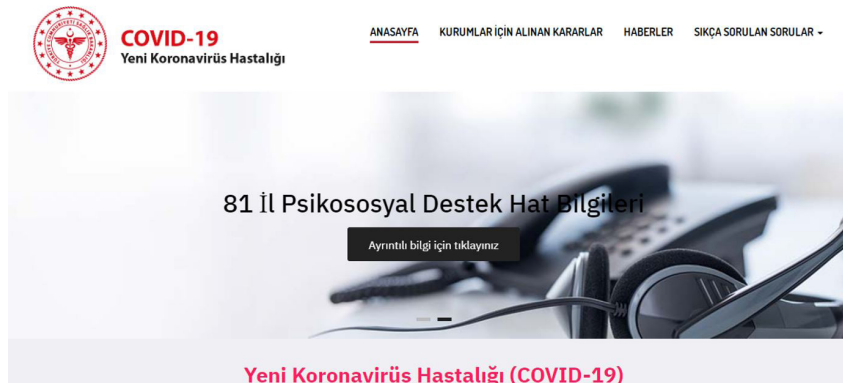 COVID-19
Yeni Koronavirüs Hastalığı
ANASAYFA KURUMLAR İÇİN ALINAN KARARLAR HABERLER SIKÇA SORULAN SORULAR
81 İl Psikososyal Destek Hat Bilgileri
Ayrıntılı bilgi için tıklayınız
Yeni Koronavirüs Hastalığı (COVID-19)